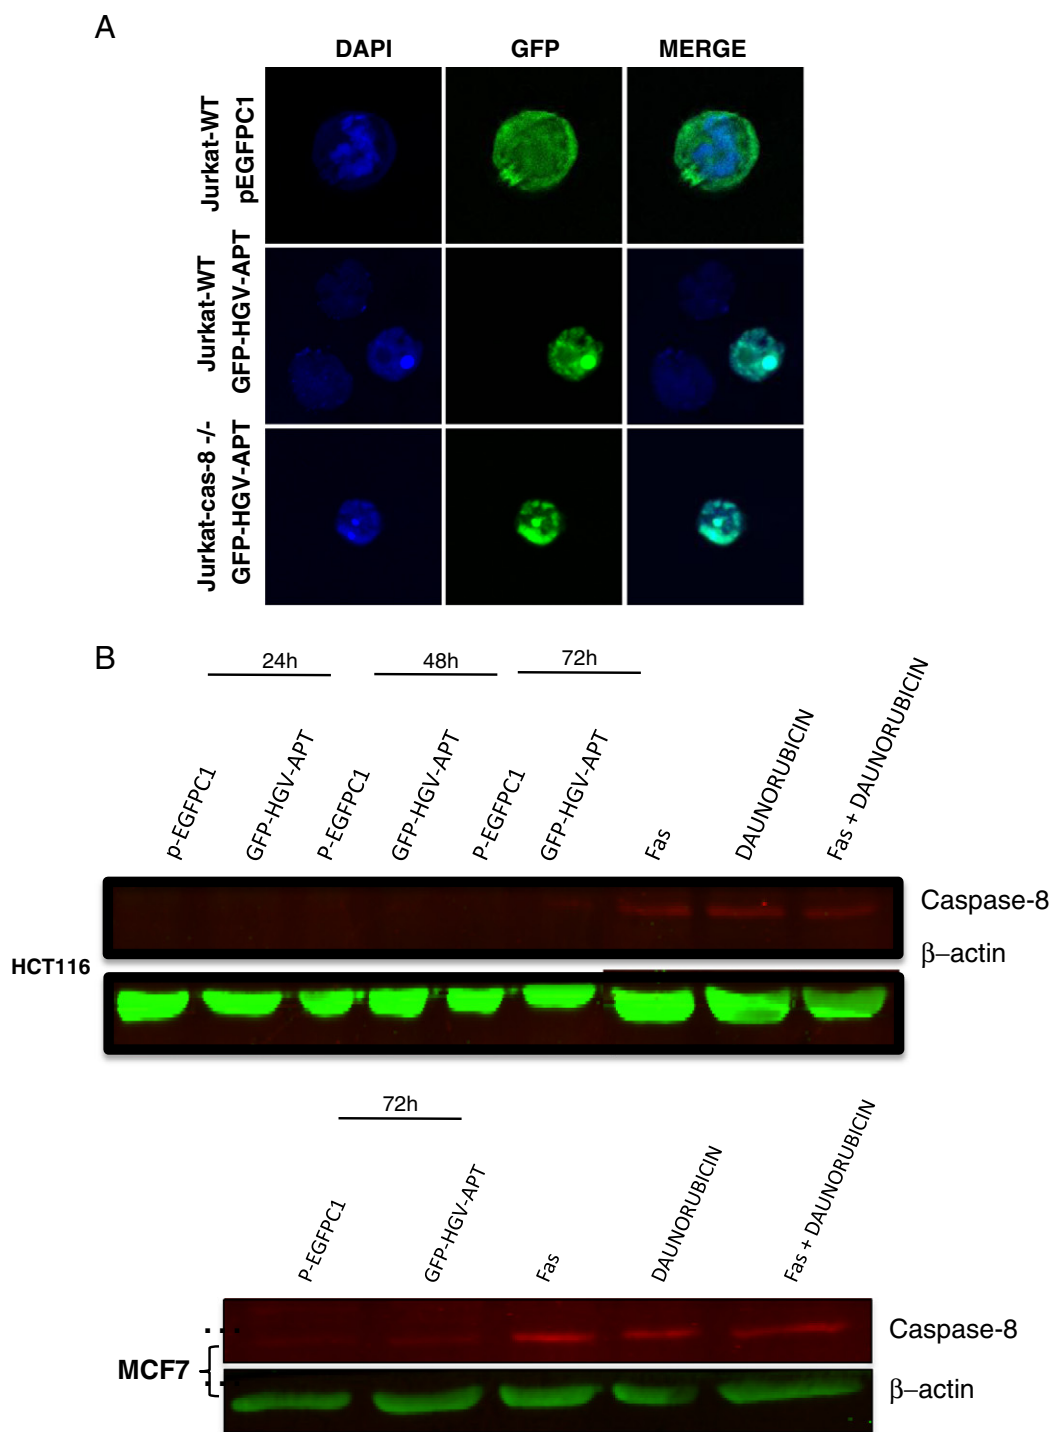 A
DAPI GFP MERGE
Jurkat-WT
pEGFPC1
Jurkat-WT
GFP-HGV-APT
Jurkat-cas-8 -/-
GFP-HGV-APT
B
24h 48h 72h
p-EGFPC1 GFP-HGV-APT P-EGFPC1 GFP-HGV-APT P-EGFPC1 GFP-HGV-APT Fas DAUNORUBICIN Fas + DAUNORUBICIN
Caspase-8
β–actin
HCT116
72h
P-EGFPC1 GFP-HGV-APT Fas DAUNORUBICIN Fas + DAUNORUBICIN
Caspase-8
MCF7
β–actin